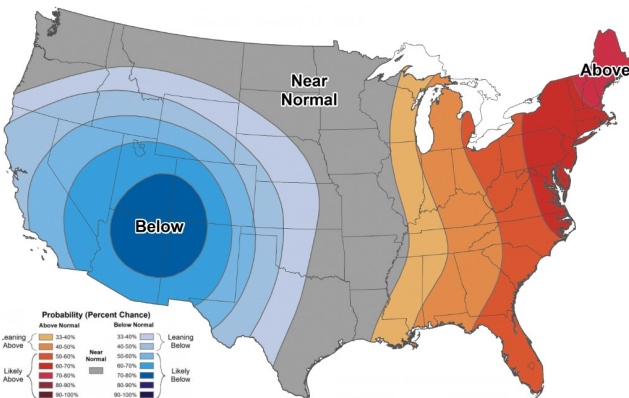 Near
Normal
Above
Below
Probability (Percent Chance)
Above Normal
Below Normal
Leaning
Above
33-40%
40-50%
Near
Normal
33-40%
40-50%
Leaning
Below
Likely
Above
50-60%
60-70%
70-80%
80-90%
90-100%
50-60%
60-70%
70-80%
80-90%
90-100%
Likely
Below